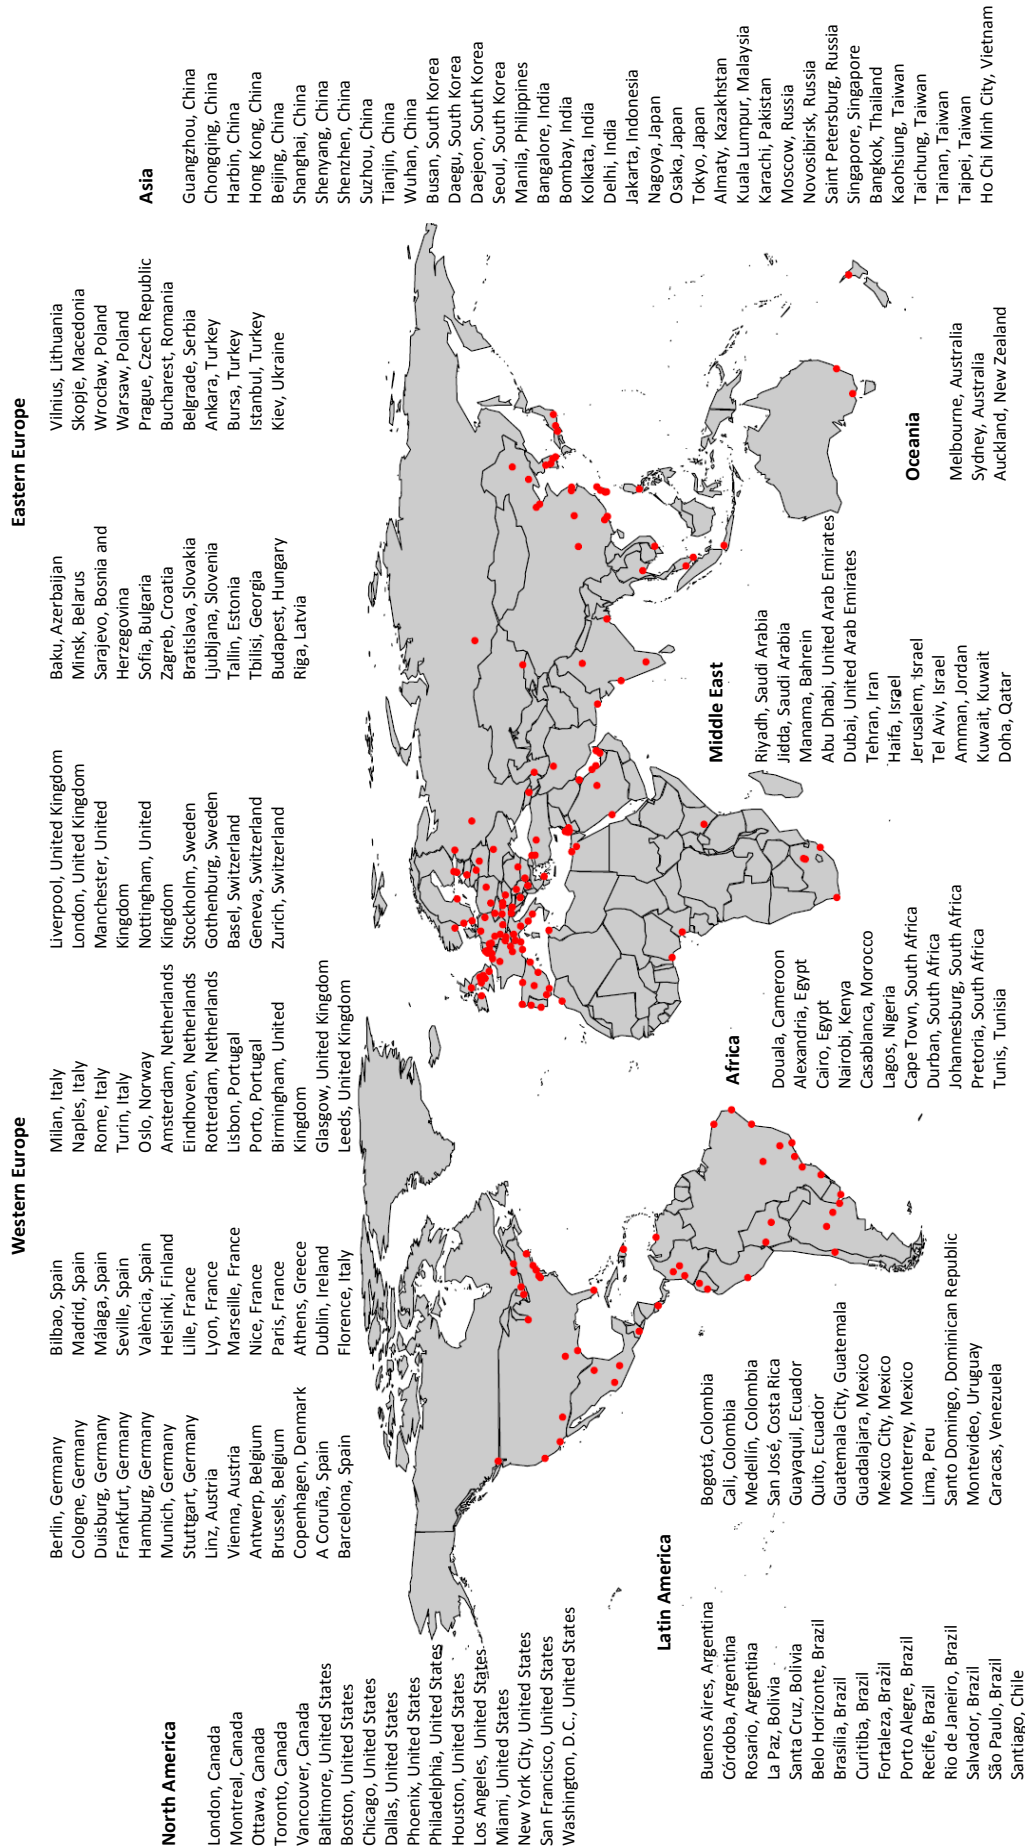 Western Europe
Berlin, Germany
Cologne, Germany
Duisburg, Germany
Frankfurt, Germany
Hamburg, Germany
Munich, Germany
Stuttgart, Germany
Linz, Austria
Vienna, Austria
Antwerp, Belgium
Brussels, Belgium
Copenhagen, Denmark
A Coruña, Spain
Barcelona, Spain
Bilbao, Spain
Madrid, Spain
Málaga, Spain
Seville, Spain
València, Spain
Helsinki, Finland
Lille, France
Lyon, France
Marseille, France
Nice, France
Paris, France
Athens, Greece
Dublin, Ireland
Florence, Italy
Milan, Italy
Naples, Italy
Rome, Italy
Turin, Italy
Oslo, Norway
Amsterdam, Netherlands
Eindhoven, Netherlands
Rotterdam, Netherlands
Lisbon, Portugal
Porto, Portugal
Birmingham, United
Kingdom
Glasgow, United Kingdom
Leeds, United Kingdom
Liverpool, United Kingdom
London, United Kingdom
Manchester, United
Kingdom
Nottingham, United
Kingdom
Stockholm, Sweden
Gothenburg, Sweden
Basel, Switzerland
Geneva, Switzerland
Zurich, Switzerland
Eastern Europe
Baku, Azerbaijan
Minsk, Belarus
Sarajevo, Bosnia and
Herzegovina
Sofia, Bulgaria
Zagreb, Croatia
Bratislava, Slovakia
Ljubljana, Slovenia
Tallin, Estonia
Tbilisi, Georgia
Budapest, Hungary
Riga, Latvia
Vilnius, Lithuania
Skopje, Macedonia
Wrocław, Poland
Warsaw, Poland
Prague, Czech Republic
Bucharest, Romania
Belgrade, Serbia
Ankara, Turkey
Bursa, Turkey
Istanbul, Turkey
Kiev, Ukraine
North America
London, Canada
Montreal, Canada
Ottawa, Canada
Toronto, Canada
Vancouver, Canada
Baltimore, United States
Boston, United States
Chicago, United States
Dallas, United States
Phoenix, United States
Philadelphia, United States
Houston, United States
Los Angeles, United States
Miami, United States
New York City, United States
San Francisco, United States
Washington, D.C., United States
Asia
Guangzhou, China
Chongqing, China
Harbin, China
Hong Kong, China
Beijing, China
Shanghai, China
Shenyang, China
Shenzhen, China
Suzhou, China
Tianjin, China
Wuhan, China
Busan, South Korea
Daegu, South Korea
Daejeon, South Korea
Seoul, South Korea
Manila, Philippines
Bangalore, India
Bombay, India
Kolkata, India
Delhi, India
Jakarta, Indonesia
Nagoya, Japan
Osaka, Japan
Tokyo, Japan
Almaty, Kazakhstan
Kuala Lumpur, Malaysia
Karachi, Pakistan
Moscow, Russia
Novosibirsk, Russia
Saint Petersburg, Russia
Singapore, Singapore
Bangkok, Thailand
Kaohsiung, Taiwan
Taichung, Taiwan
Tainan, Taiwan
Taipei, Taiwan
Ho Chi Minh City, Vietnam
Latin America
Buenos Aires, Argentina
Córdoba, Argentina
Rosario, Argentina
La Paz, Bolivia
Santa Cruz, Bolivia
Belo Horizonte, Brazil
Brasília, Brazil
Curitiba, Brazil
Fortaleza, Brazil
Porto Alegre, Brazil
Recife, Brazil
Rio de Janeiro, Brazil
Salvador, Brazil
São Paulo, Brazil
Santiago, Chile
Bogotá, Colombia
Cali, Colombia
Medellín, Colombia
San José, Costa Rica
Guayaquil, Ecuador
Quito, Ecuador
Guatemala City, Guatemala
Guadalajara, Mexico
Mexico City, Mexico
Monterrey, Mexico
Lima, Peru
Santo Domingo, Dominican Republic
Montevideo, Uruguay
Caracas, Venezuela
Africa
Douala, Cameroon
Alexandria, Egypt
Cairo, Egypt
Nairobi, Kenya
Casablanca, Morocco
Lagos, Nigeria
Cape Town, South Africa
Durban, South Africa
Johannesburg, South Africa
Pretoria, South Africa
Tunis, Tunisia
Middle East
Riyadh, Saudi Arabia
Jidda, Saudi Arabia
Manama, Bahrein
Abu Dhabi, United Arab Emirates
Dubai, United Arab Emirates
Tehran, Iran
Haifa, Israel
Jerusalem, Israel
Tel Aviv, Israel
Amman, Jordan
Kuwait, Kuwait
Doha, Qatar
Oceania
Melbourne, Australia
Sydney, Australia
Auckland, New Zealand